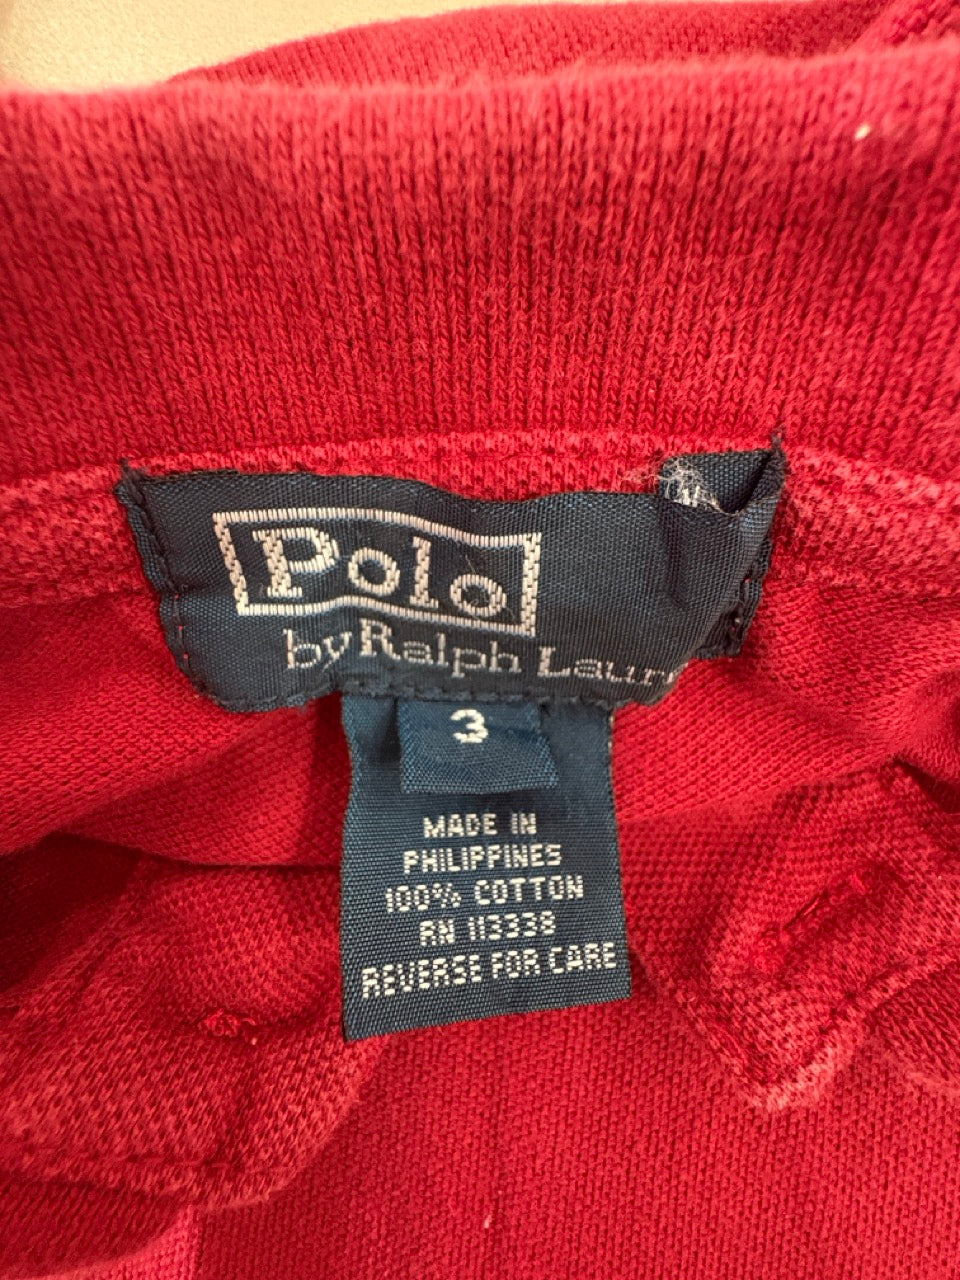 Polo
by Ralph Laur
3
MADE IN
PHILIPPINES
100% COTTON
RN 113338
REVERSE FOR CARE